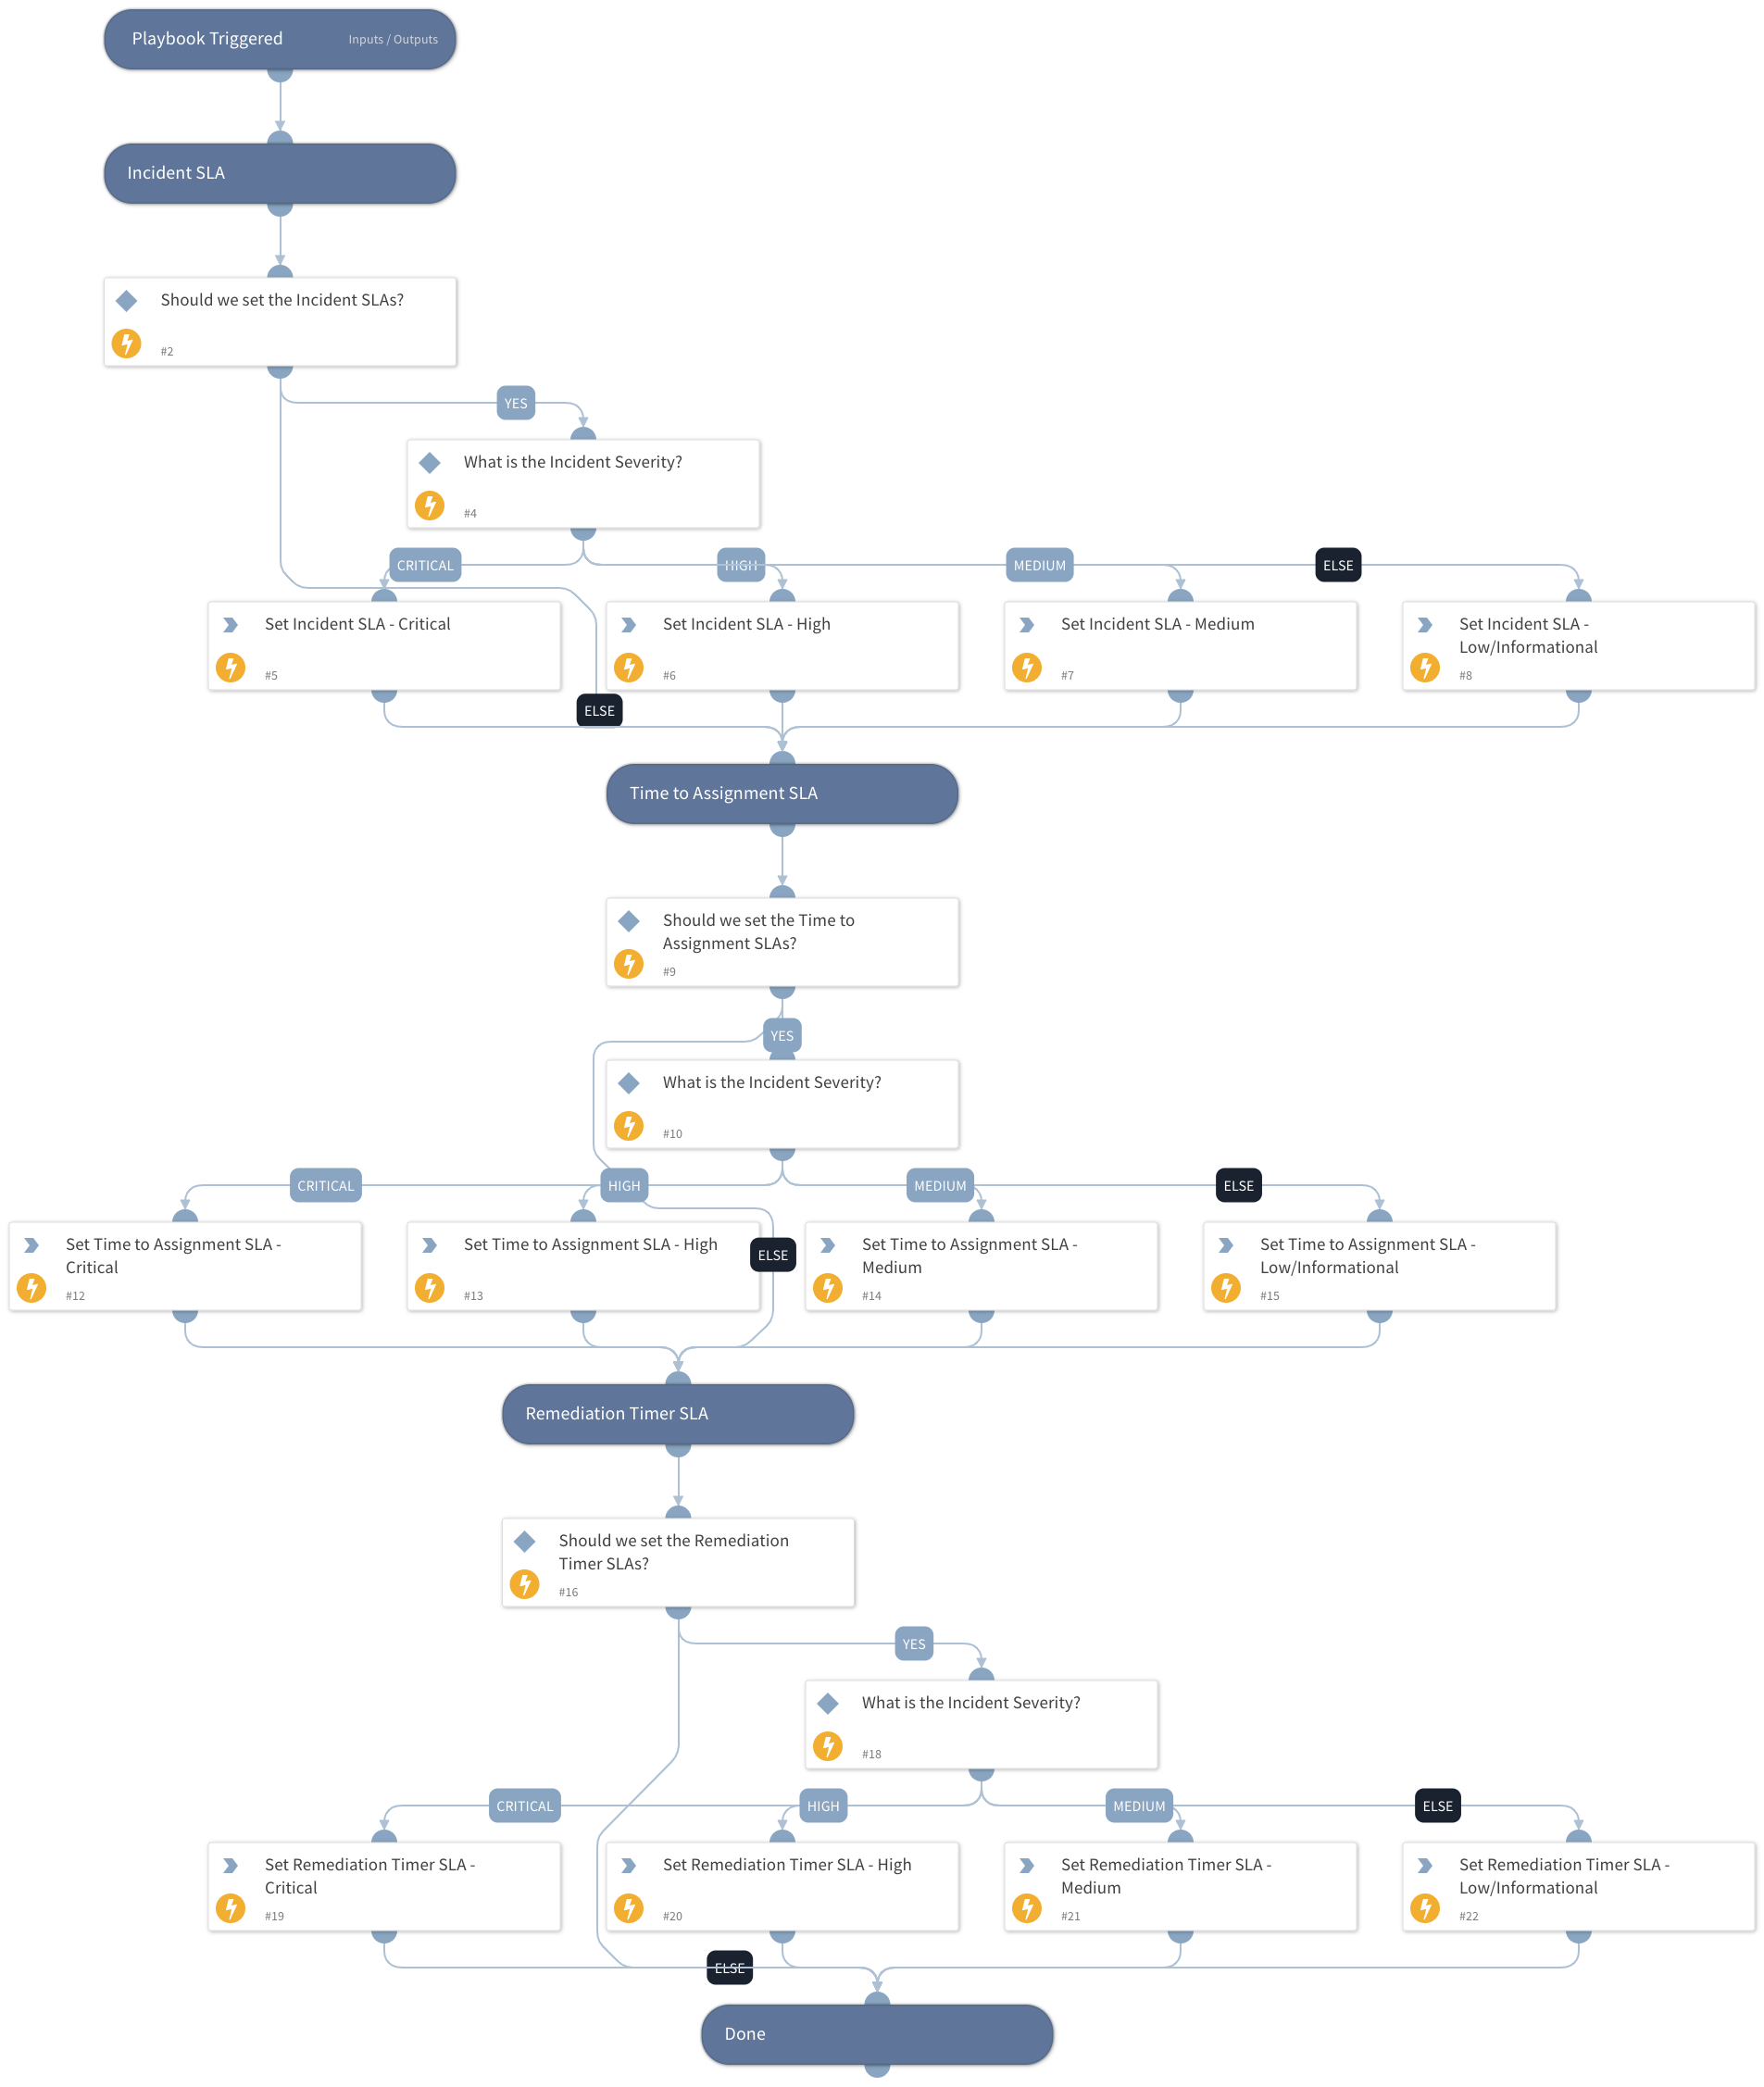 Playbook Triggered
Inputs / Outputs
Incident SLA
Should we set the Incident SLAs?
#2
YES
What is the Incident Severity?
#4
CRITICAL
HIGH
MEDIUM
ELSE
Set Incident SLA - Critical
#5
Set Incident SLA - High
#6
Set Incident SLA - Medium
#7
Set Incident SLA -
Low/Informational
#8
ELSE
Time to Assignment SLA
Should we set the Time to
Assignment SLAs?
#9
YES
What is the Incident Severity?
#10
CRITICAL
HIGH
MEDIUM
ELSE
Set Time to Assignment SLA -
Critical
#12
Set Time to Assignment SLA - High
#13
ELSE
Set Time to Assignment SLA -
Medium
#14
Set Time to Assignment SLA -
Low/Informational
#15
Remediation Timer SLA
Should we set the Remediation
Timer SLAs?
#16
YES
What is the Incident Severity?
#18
CRITICAL
HIGH
MEDIUM
ELSE
Set Remediation Timer SLA -
Critical
#19
Set Remediation Timer SLA - High
#20
Set Remediation Timer SLA -
Medium
#21
Set Remediation Timer SLA -
Low/Informational
#22
ELSE
Done